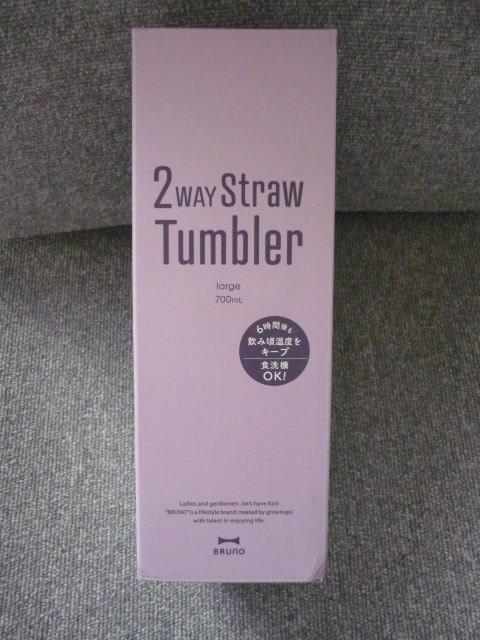 2WAY Straw
Tumbler
large
700mL
6時間後も
飲み頃温度を
キープ
食洗機
OK!
Ladies and gentlemen, let's have fun!
"BRUNO" is a lifestyle brand created by grownups
with talent in enjoying life.
BRUNO